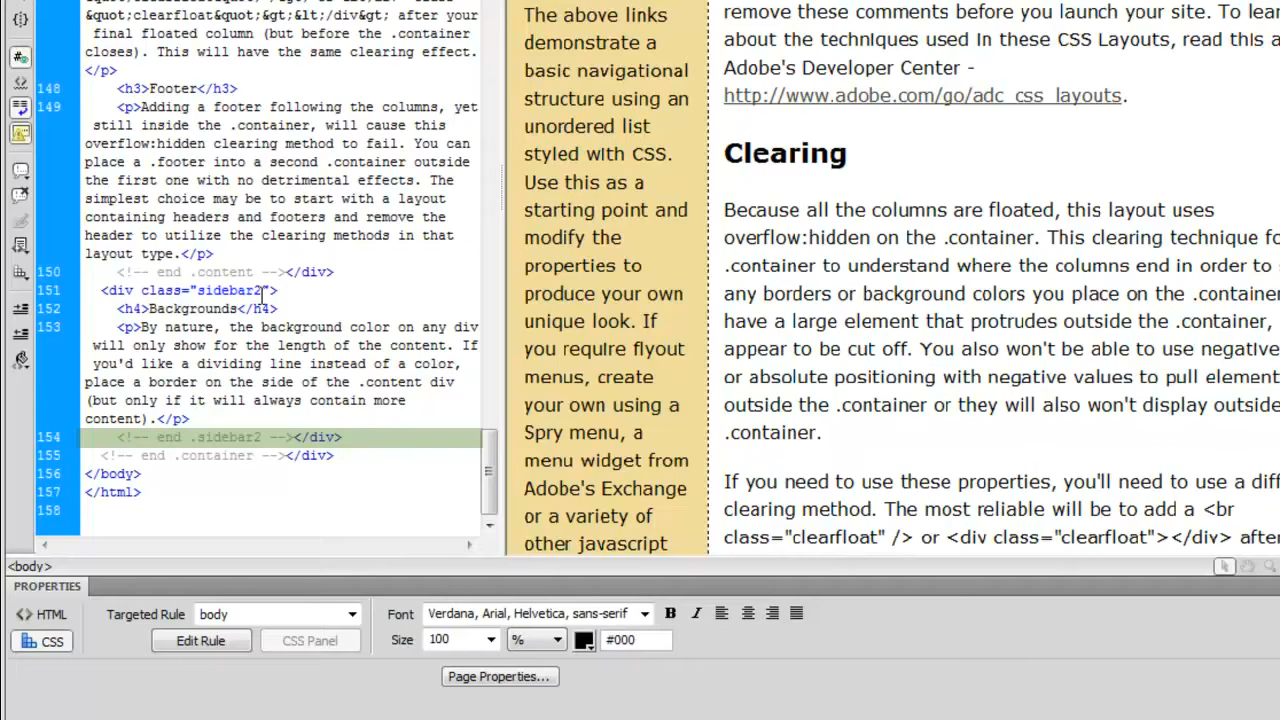 &quot;clearfloat&quot;&gt;&lt;/div&gt; after your
final floated column (but before the .container
closes). This will have the same clearing effect.
</p>
148 <h3>Footer</h3>
149 <p>Adding a footer following the columns, yet
still inside the .container, will cause this
overflow:hidden clearing method to fail. You can
place a .footer into a second .container outside
the first one with no detrimental effects. The
simplest choice may be to start with a layout
containing headers and footers and remove the
header to utilize the clearing methods in that
layout type.</p>
150 <!-- end .content --></div>
151 <div class="sidebar2">
152 <h4>Backgrounds</h4>
153 <p>By nature, the background color on any div
will only show for the length of the content. If
you'd like a dividing line instead of a color,
place a border on the side of the .content div
(but only if it will always contain more
content).</p>
154 <!-- end .sidebar2 --></div>
155 <!-- end .container --></div>
156 </body>
157 </html>
158
The above links
demonstrate a
basic navigational
structure using an
unordered list
styled with CSS.
Use this as a
starting point and
modify the
properties to
produce your own
unique look. If
you require flyout
menus, create
your own using a
Spry menu, a
menu widget from
Adobe's Exchange
or a variety of
other javascript
remove these comments before you launch your site. To lear
about the techniques used in these CSS Layouts, read this a
Adobe's Developer Center -
http://www.adobe.com/go/adc_css_layouts.
Clearing
Because all the columns are floated, this layout uses
overflow:hidden on the .container. This clearing technique fo
.container to understand where the columns end in order to s
any borders or background colors you place on the .container
have a large element that protrudes outside the .container,
appear to be cut off. You also won't be able to use negative
or absolute positioning with negative values to pull element
outside the .container or they will also won't display outside
.container.
If you need to use these properties, you'll need to use a diff
clearing method. The most reliable will be to add a <br
class="clearfloat" /> or <div class="clearfloat"></div> after
<body>
PROPERTIES
<> HTML Targeted Rule body Font Verdana, Arial, Helvetica, sans-serif B I
CSS Edit Rule CSS Panel Size 100 % #000
Page Properties...